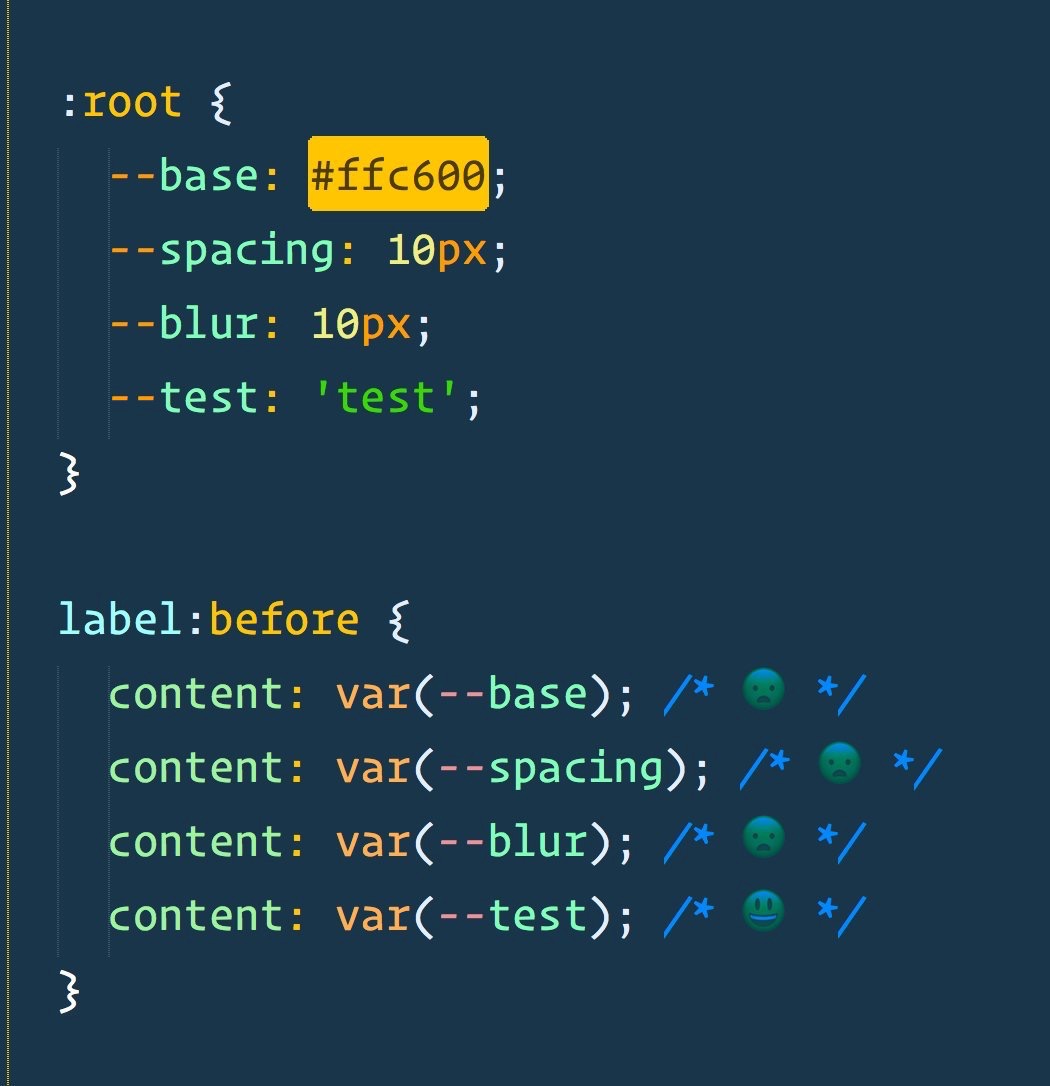 :root {
--base: #ffc600;
--spacing: 10px;
--blur: 10px;
--test: 'test';
}
label:before {
content: var(--base); /* 😦 */
content: var(--spacing); /* 😦 */
content: var(--blur); /* 😦 */
content: var(--test); /* 😃 */
}